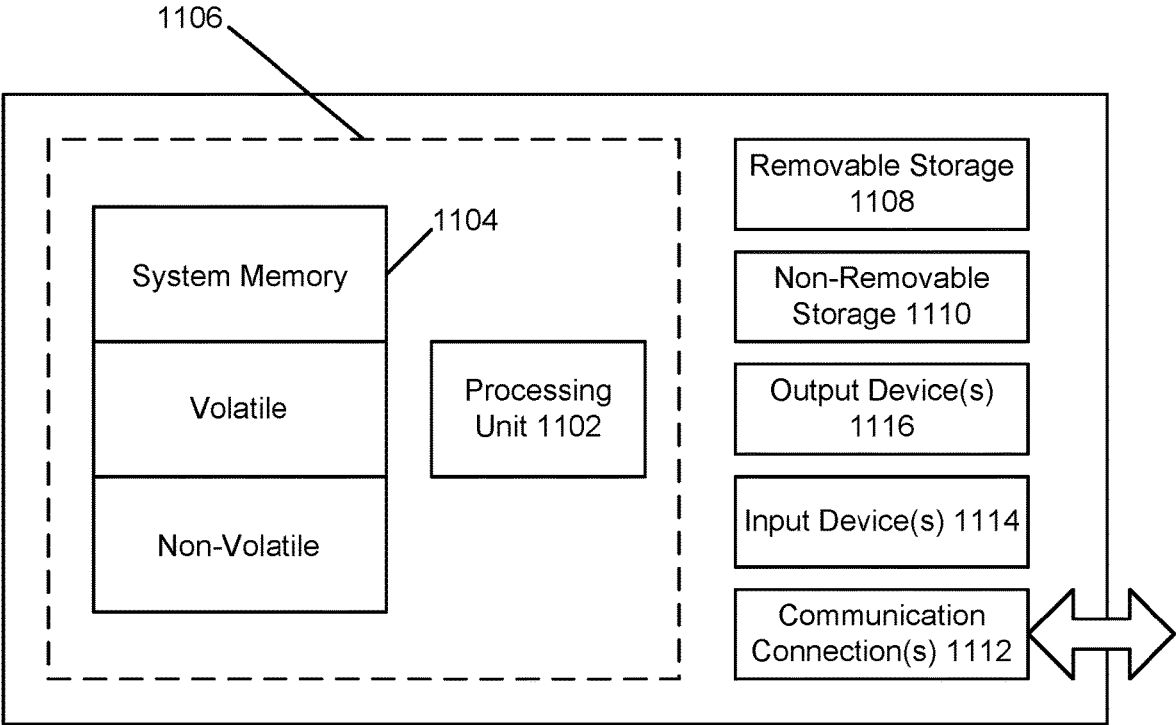 1106
1104
System Memory
Volatile
Non-Volatile
Processing
Unit 1102
Removable Storage
1108
Non-Removable
Storage 1110
Output Device(s)
1116
Input Device(s) 1114
Communication
Connection(s) 1112